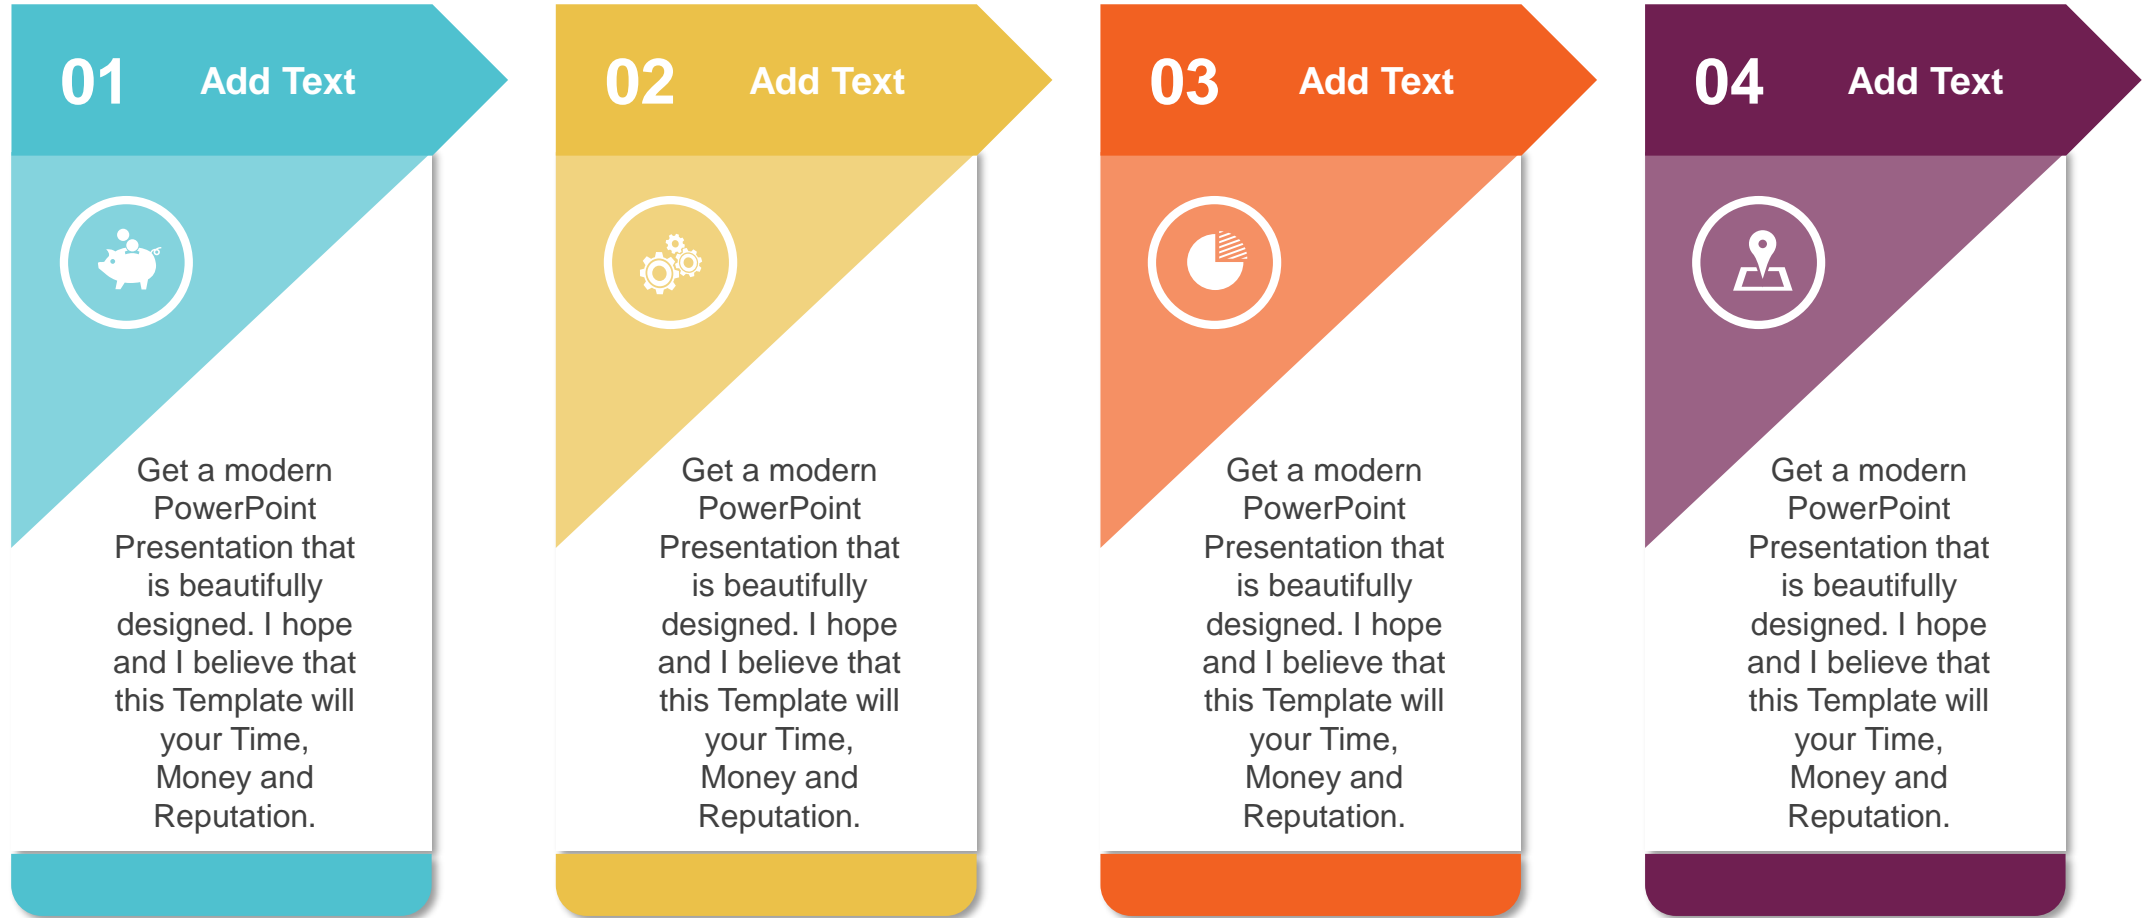 01 Add Text
Get a modern
PowerPoint
Presentation that
is beautifully
designed. I hope
and I believe that
this Template will
your Time,
Money and
Reputation.
02 Add Text
Get a modern
PowerPoint
Presentation that
is beautifully
designed. I hope
and I believe that
this Template will
your Time,
Money and
Reputation.
03 Add Text
Get a modern
PowerPoint
Presentation that
is beautifully
designed. I hope
and I believe that
this Template will
your Time,
Money and
Reputation.
04 Add Text
Get a modern
PowerPoint
Presentation that
is beautifully
designed. I hope
and I believe that
this Template will
your Time,
Money and
Reputation.